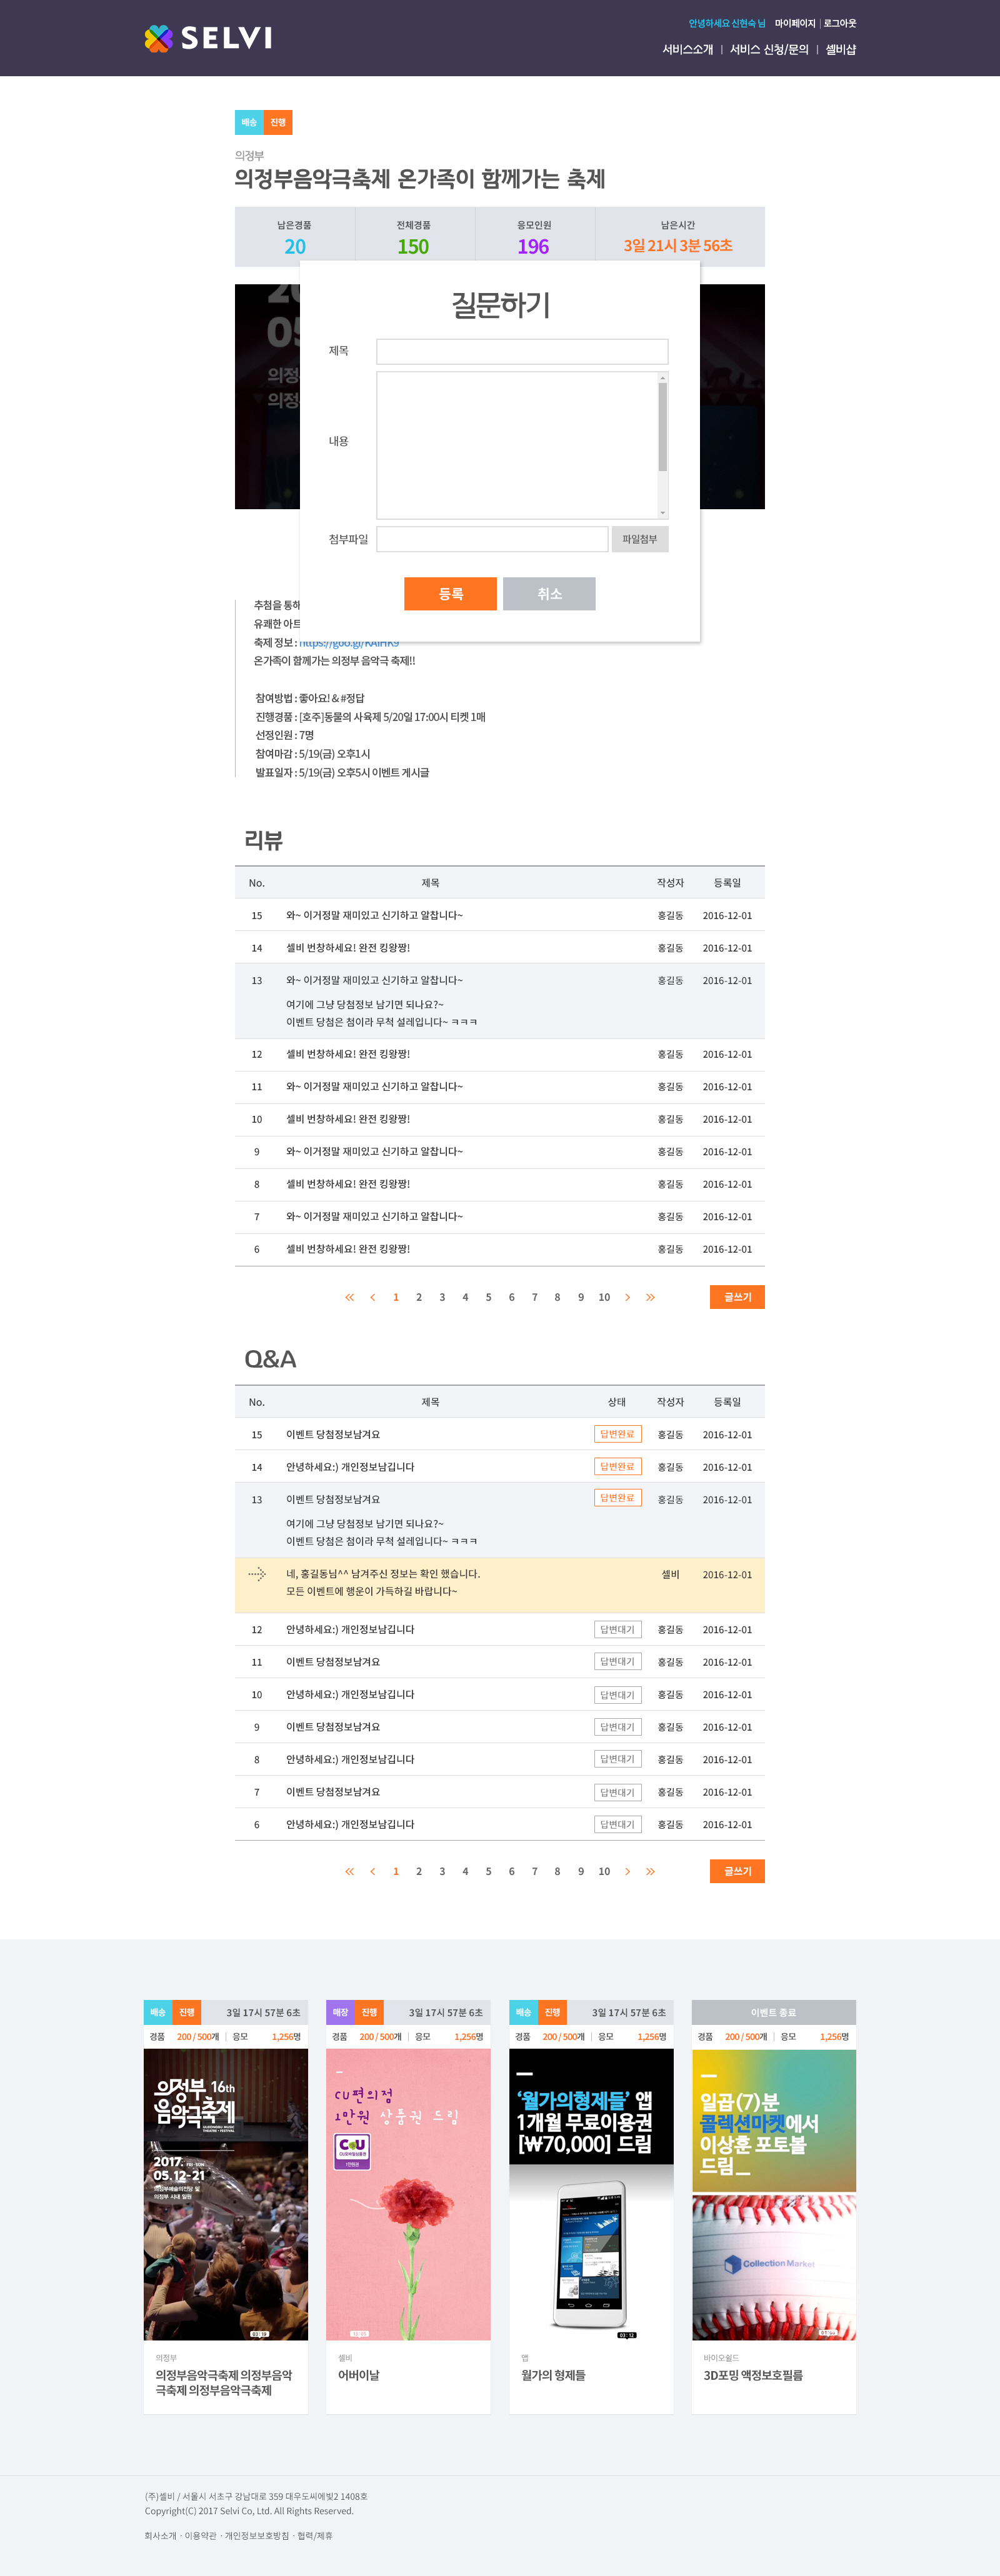 SELVI
안녕하세요 신현숙 님 마이페이지 | 로그아웃
서비스소개 | 서비스 신청/문의 | 셀비샵
배송 진행
의정부
의정부음악극축제 온가족이 함께가는 축제
남은경품 전체경품 응모인원 남은시간
20 150 196 3일 21시 3분 56초
05
의정
의정
질문하기
제목
내용
첨부파일 파일첨부
등록 취소
추첨을 통해
유쾌한 아트
축제 정보 : https://goo.gl/KAIHK9
온가족이 함께가는 의정부 음악극 축제!!
참여방법 : 좋아요! & #정답
진행경품 : [호주]동물의 사육제 5/20일 17:00시 티켓 1매
선정인원 : 7명
참여마감 : 5/19(금) 오후1시
발표일자 : 5/19(금) 오후5시 이벤트 게시글
리뷰
No. 제목 작성자 등록일
15 와~ 이거정말 재미있고 신기하고 알찹니다~ 홍길동 2016-12-01
14 셀비 번창하세요! 완전 킹왕짱! 홍길동 2016-12-01
13 와~ 이거정말 재미있고 신기하고 알찹니다~ 홍길동 2016-12-01
여기에 그냥 당첨정보 남기면 되나요?~
이벤트 당첨은 첨이라 무척 설레입니다~ ㅋㅋㅋ
12 셀비 번창하세요! 완전 킹왕짱! 홍길동 2016-12-01
11 와~ 이거정말 재미있고 신기하고 알찹니다~ 홍길동 2016-12-01
10 셀비 번창하세요! 완전 킹왕짱! 홍길동 2016-12-01
9 와~ 이거정말 재미있고 신기하고 알찹니다~ 홍길동 2016-12-01
8 셀비 번창하세요! 완전 킹왕짱! 홍길동 2016-12-01
7 와~ 이거정말 재미있고 신기하고 알찹니다~ 홍길동 2016-12-01
6 셀비 번창하세요! 완전 킹왕짱! 홍길동 2016-12-01
1 2 3 4 5 6 7 8 9 10 글쓰기
Q&A
No. 제목 상태 작성자 등록일
15 이벤트 당첨정보남겨요 답변완료 홍길동 2016-12-01
14 안녕하세요:) 개인정보남깁니다 답변완료 홍길동 2016-12-01
13 이벤트 당첨정보남겨요 답변완료 홍길동 2016-12-01
여기에 그냥 당첨정보 남기면 되나요?~
이벤트 당첨은 첨이라 무척 설레입니다~ ㅋㅋㅋ
네, 홍길동님^^ 남겨주신 정보는 확인 했습니다. 셀비 2016-12-01
모든 이벤트에 행운이 가득하길 바랍니다~
12 안녕하세요:) 개인정보남깁니다 답변대기 홍길동 2016-12-01
11 이벤트 당첨정보남겨요 답변대기 홍길동 2016-12-01
10 안녕하세요:) 개인정보남깁니다 답변대기 홍길동 2016-12-01
9 이벤트 당첨정보남겨요 답변대기 홍길동 2016-12-01
8 안녕하세요:) 개인정보남깁니다 답변대기 홍길동 2016-12-01
7 이벤트 당첨정보남겨요 답변대기 홍길동 2016-12-01
6 안녕하세요:) 개인정보남깁니다 답변대기 홍길동 2016-12-01
1 2 3 4 5 6 7 8 9 10 글쓰기
배송 진행 3일 17시 57분 6초
경품 200 / 500개 | 응모 1,256명
의정부 16th
음악극축제
2017. FRI-SUN
05.12-21
의정부예술의전당 및
의정부 시내 일원
의정부
의정부음악극축제 의정부음악
극축제 의정부음악극축제
매장 진행 3일 17시 57분 6초
경품 200 / 500개 | 응모 1,256명
CU편의점
1만원 상품권 드림
CU
CU모바일상품권
1만원권
셀비
어버이날
배송 진행 3일 17시 57분 6초
경품 200 / 500개 | 응모 1,256명
‘월가의형제들’ 앱
1개월 무료이용권
[₩70,000] 드림
03:12
앱
월가의 형제들
이벤트 종료
경품 200 / 500개 | 응모 1,256명
일곱(7)분
콜렉션마켓에서
이상훈 포토볼
드림_
Collection Market
바이오쉴드
3D포밍 액정보호필름
(주)셀비 / 서울시 서초구 강남대로 359 대우도씨에빛2 1408호
Copyright(C) 2017 Selvi Co, Ltd. All Rights Reserved.
회사소개 · 이용약관 · 개인정보보호방침 · 협력/제휴